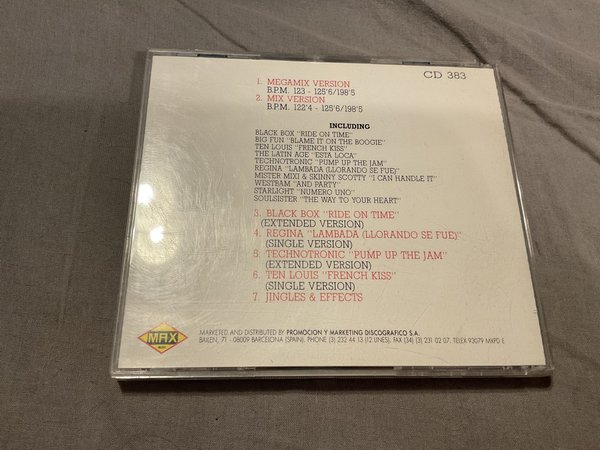 CD 383
1. MEGAMIX VERSION
B.P.M. 123 - 125'6/198'5
2. MIX VERSION
B.P.M. 122'4 - 125'6/198'5
INCLUDING
BLACK BOX "RIDE ON TIME"
BIG FUN "BLAME IT ON THE BOOGIE"
TEN LOUIS "FRENCH KISS"
THE LATIN AGE "ESTA LOCA"
TECHNOTRONIC "PUMP UP THE JAM"
REGINA "LAMBADA (LLORANDO SE FUE)"
MISTER MIXI & SKINNY SCOTTY "I CAN HANDLE IT"
WESTBAM "AND PARTY"
STARLIGHT "NUMERO UNO"
SOULSISTER "THE WAY TO YOUR HEART"
3. BLACK BOX "RIDE ON TIME"
(EXTENDED VERSION)
4. REGINA "LAMBADA (LLORANDO SE FUE)"
(SINGLE VERSION)
5. TECHNOTRONIC "PUMP UP THE JAM"
(EXTENDED VERSION)
6. TEN LOUIS "FRENCH KISS"
(SINGLE VERSION)
7. JINGLES & EFFECTS
MAX
MUSIC
MARKETED AND DISTRIBUTED BY PROMOCION Y MARKETING DISCOGRAFICO S.A.
BAILEN, 71 - 08009 BARCELONA (SPAIN). PHONE (3) 232 44 13 (12 LINES). FAX (34) (3) 231 02 07. TELEX 93079 MXPD E